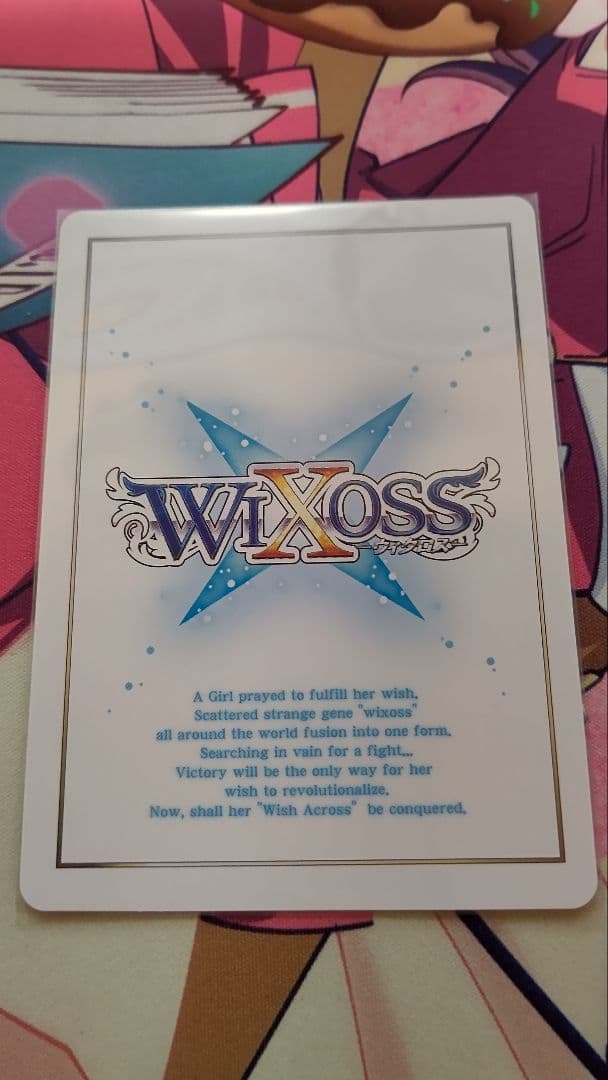 WIXOSS
ーウィクロスー
A Girl prayed to fulfill her wish.
Scattered strange gene "wixoss"
all around the world fusion into one form.
Searching in vain for a fight...
Victory will be the only way for her
wish to revolutionalize.
Now, shall her "Wish Across" be conquered.